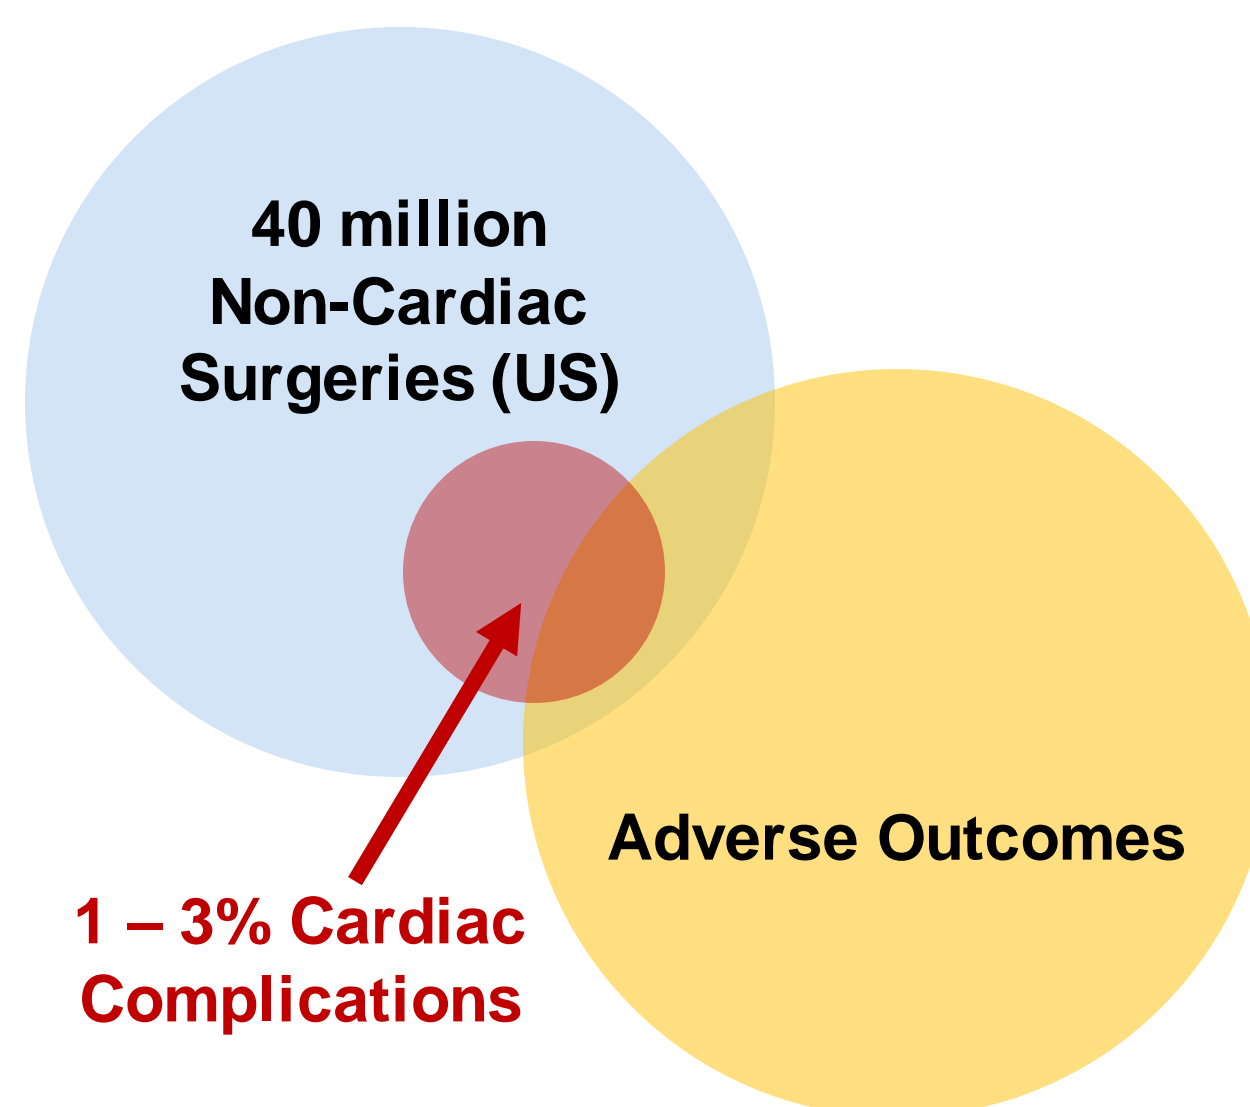 40 million
Non-Cardiac
Surgeries (US)
Adverse Outcomes
1 – 3% Cardiac
Complications